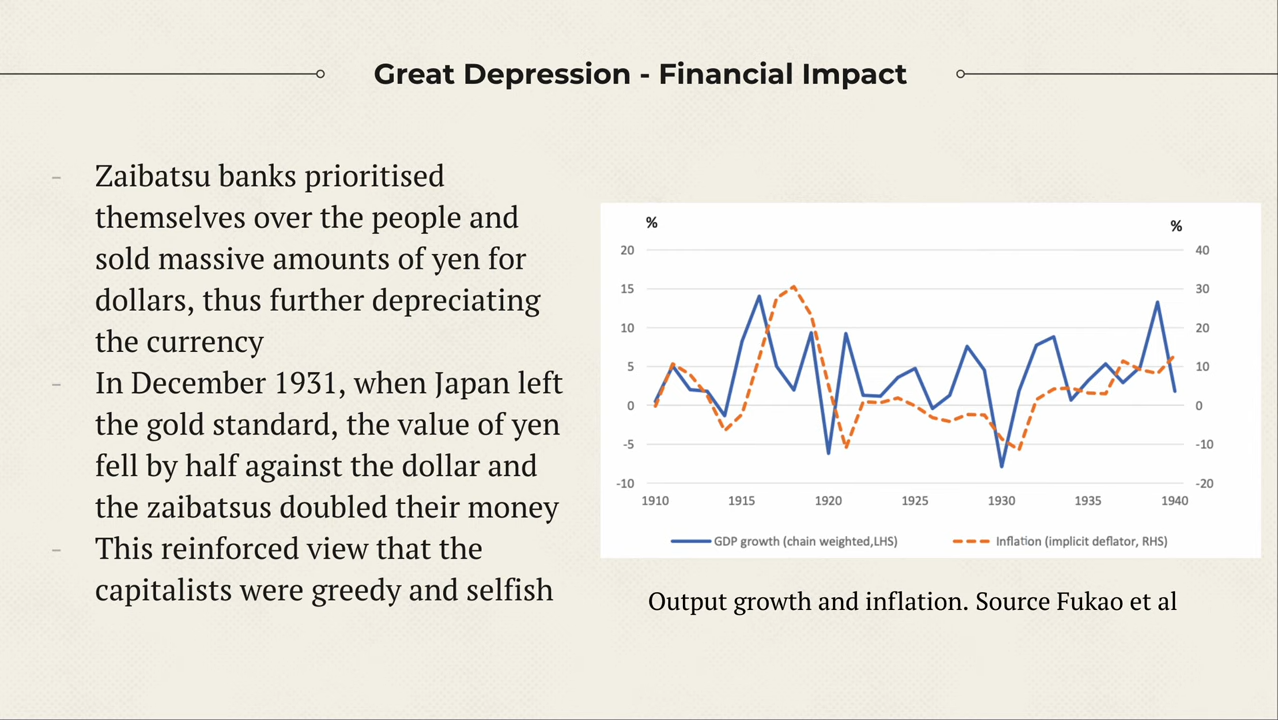 Great Depression - Financial Impact
- Zaibatsu banks prioritised
themselves over the people and
sold massive amounts of yen for
dollars, thus further depreciating
the currency
- In December 1931, when Japan left
the gold standard, the value of yen
fell by half against the dollar and
the zaibatsus doubled their money
- This reinforced view that the
capitalists were greedy and selfish
% %
20 40
15 30
10 20
5 10
0 0
-5 -10
-10 -20
1910 1915 1920 1925 1930 1935 1940
GDP growth (chain weighted,LHS) Inflation (implicit deflator, RHS)
Output growth and inflation. Source Fukao et al